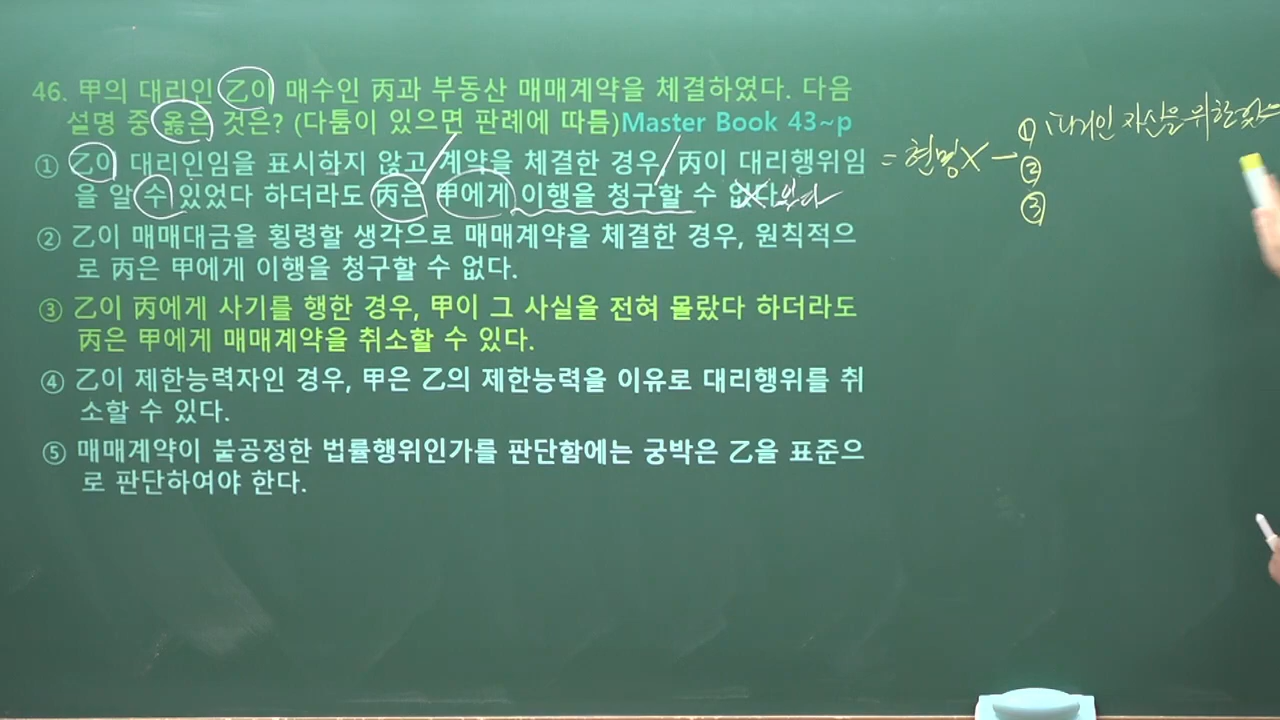 46. 甲의 대리인 乙이 매수인 丙과 부동산 매매계약을 체결하였다. 다음
설명 중 옳은 것은? (다툼이 있으면 판례에 따름)Master Book 43~p
① 乙이 대리인임을 표시하지 않고 계약을 체결한 경우, 丙이 대리행위임
을 알 수 있었다 하더라도 丙은 甲에게 이행을 청구할 수 없다. 있다
= 현명X - ① 대리인 자신을 위한 것
②
③
② 乙이 매매대금을 횡령할 생각으로 매매계약을 체결한 경우, 원칙적으
로 丙은 甲에게 이행을 청구할 수 없다.
③ 乙이 丙에게 사기를 행한 경우, 甲이 그 사실을 전혀 몰랐다 하더라도
丙은 甲에게 매매계약을 취소할 수 있다.
④ 乙이 제한능력자인 경우, 甲은 乙의 제한능력을 이유로 대리행위를 취
소할 수 있다.
⑤ 매매계약이 불공정한 법률행위인가를 판단함에는 궁박은 乙을 표준으
로 판단하여야 한다.